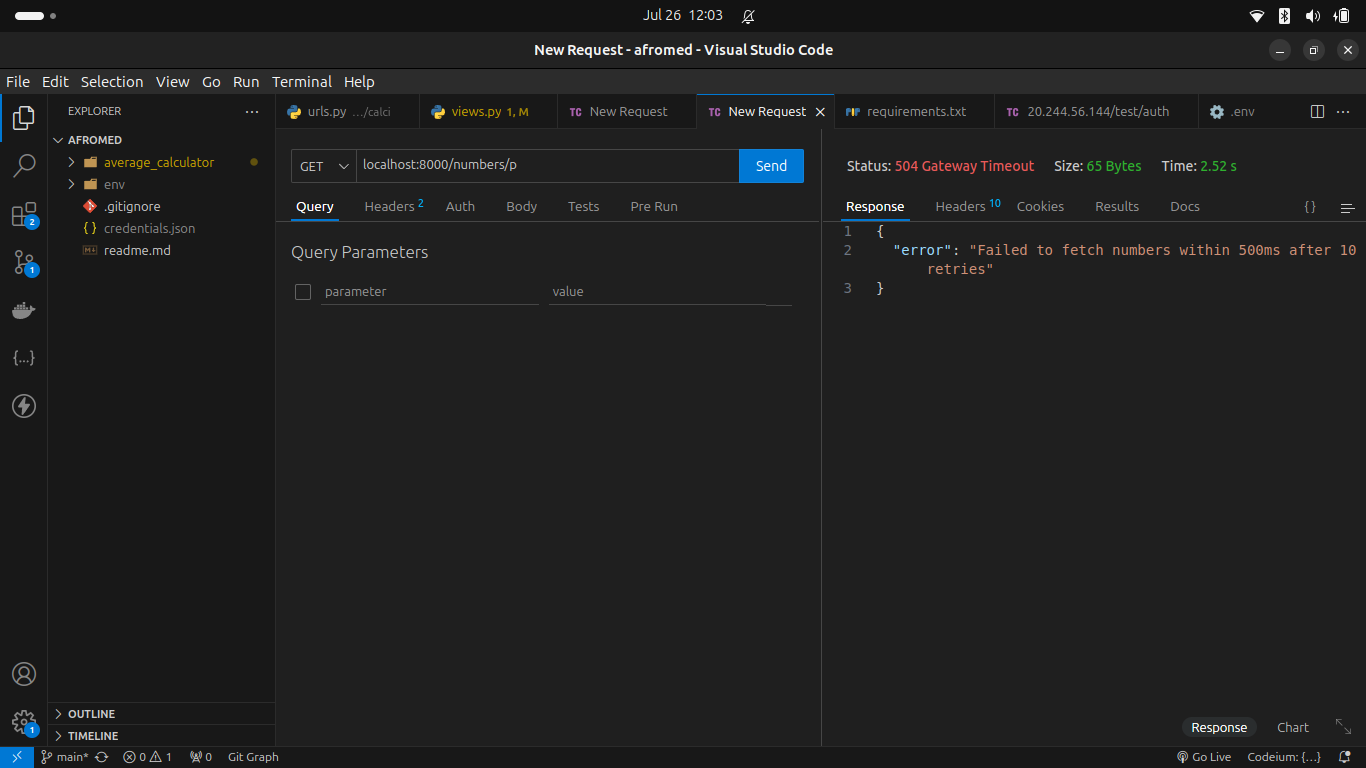 Jul 26 12:03
New Request - afromed - Visual Studio Code
File Edit Selection View Go Run Terminal Help
EXPLORER
urls.py .../calci
views.py 1, M
TC New Request
TC New Request
requirements.txt
TC 20.244.56.144/test/auth
.env
AFROMED
average_calculator
env
.gitignore
{ } credentials.json
readme.md
2
1
{...}
GET
localhost:8000/numbers/p
Send
Query Headers 2 Auth Body Tests Pre Run
Query Parameters
parameter value
Status: 504 Gateway Timeout Size: 65 Bytes Time: 2.52 s
Response Headers 10 Cookies Results Docs { }
1 {
2 "error": "Failed to fetch numbers within 500ms after 10
retries"
3 }
Response Chart
OUTLINE
TIMELINE
1
main* 0 1 0 Git Graph
Go Live Codeium: {...}